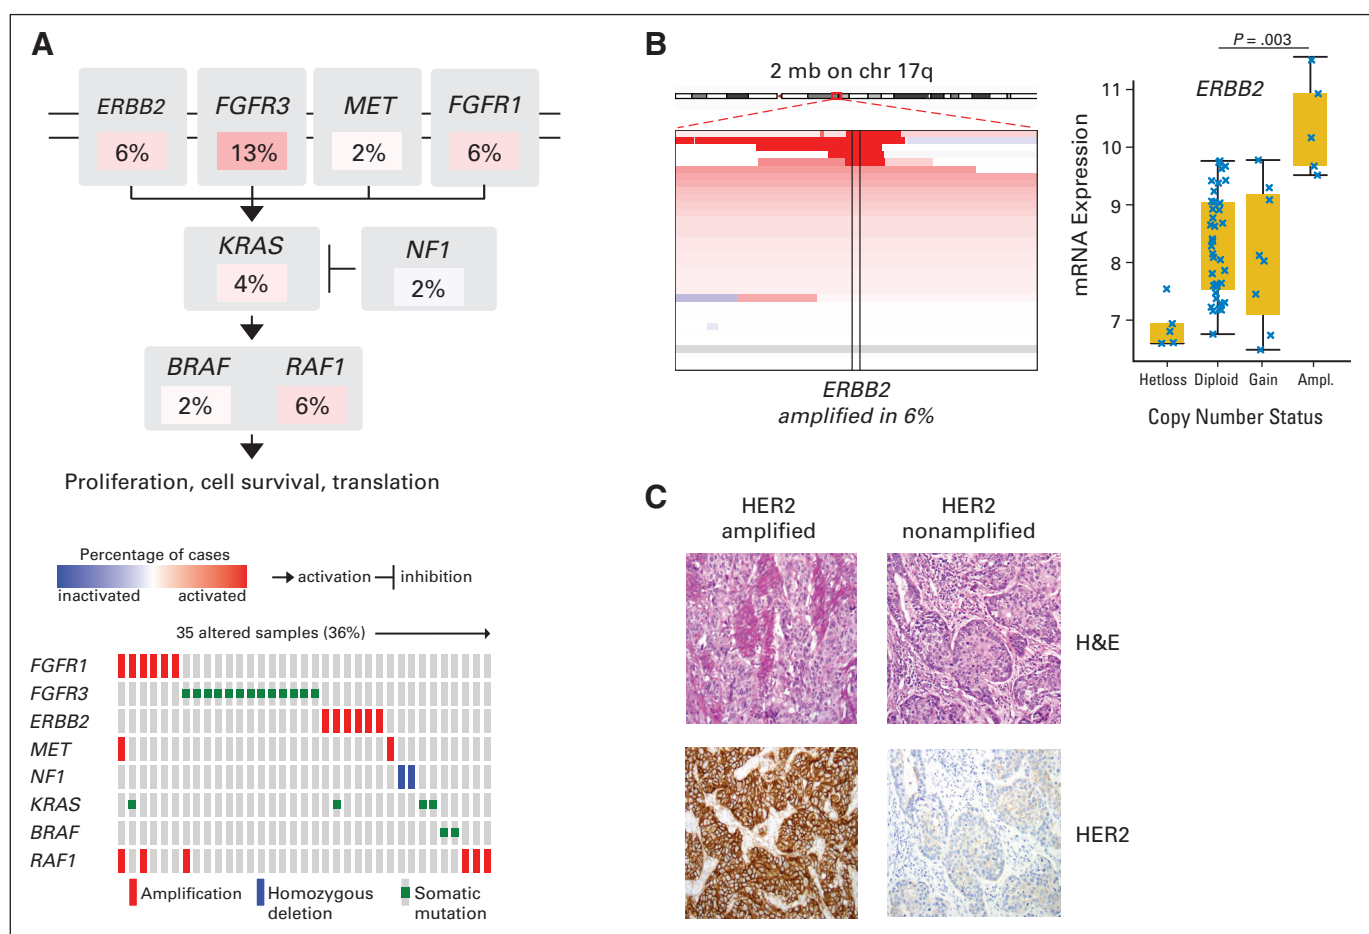 A
ERBB2
6%
FGFR3
13%
MET
2%
FGFR1
6%
KRAS
4%
NF1
2%
BRAF
2%
RAF1
6%
Proliferation, cell survival, translation
Percentage of cases
inactivated
activated
activation
inhibition
35 altered samples (36%)
FGFR1
FGFR3
ERBB2
MET
NF1
KRAS
BRAF
RAF1
Amplification
Homozygous
deletion
Somatic
mutation
B
2 mb on chr 17q
ERBB2
amplified in 6%
P = .003
ERBB2
mRNA Expression
11
10
9
8
7
Hetloss
Diploid
Gain
Ampl.
Copy Number Status
C
HER2
amplified
HER2
nonamplified
H&E
HER2